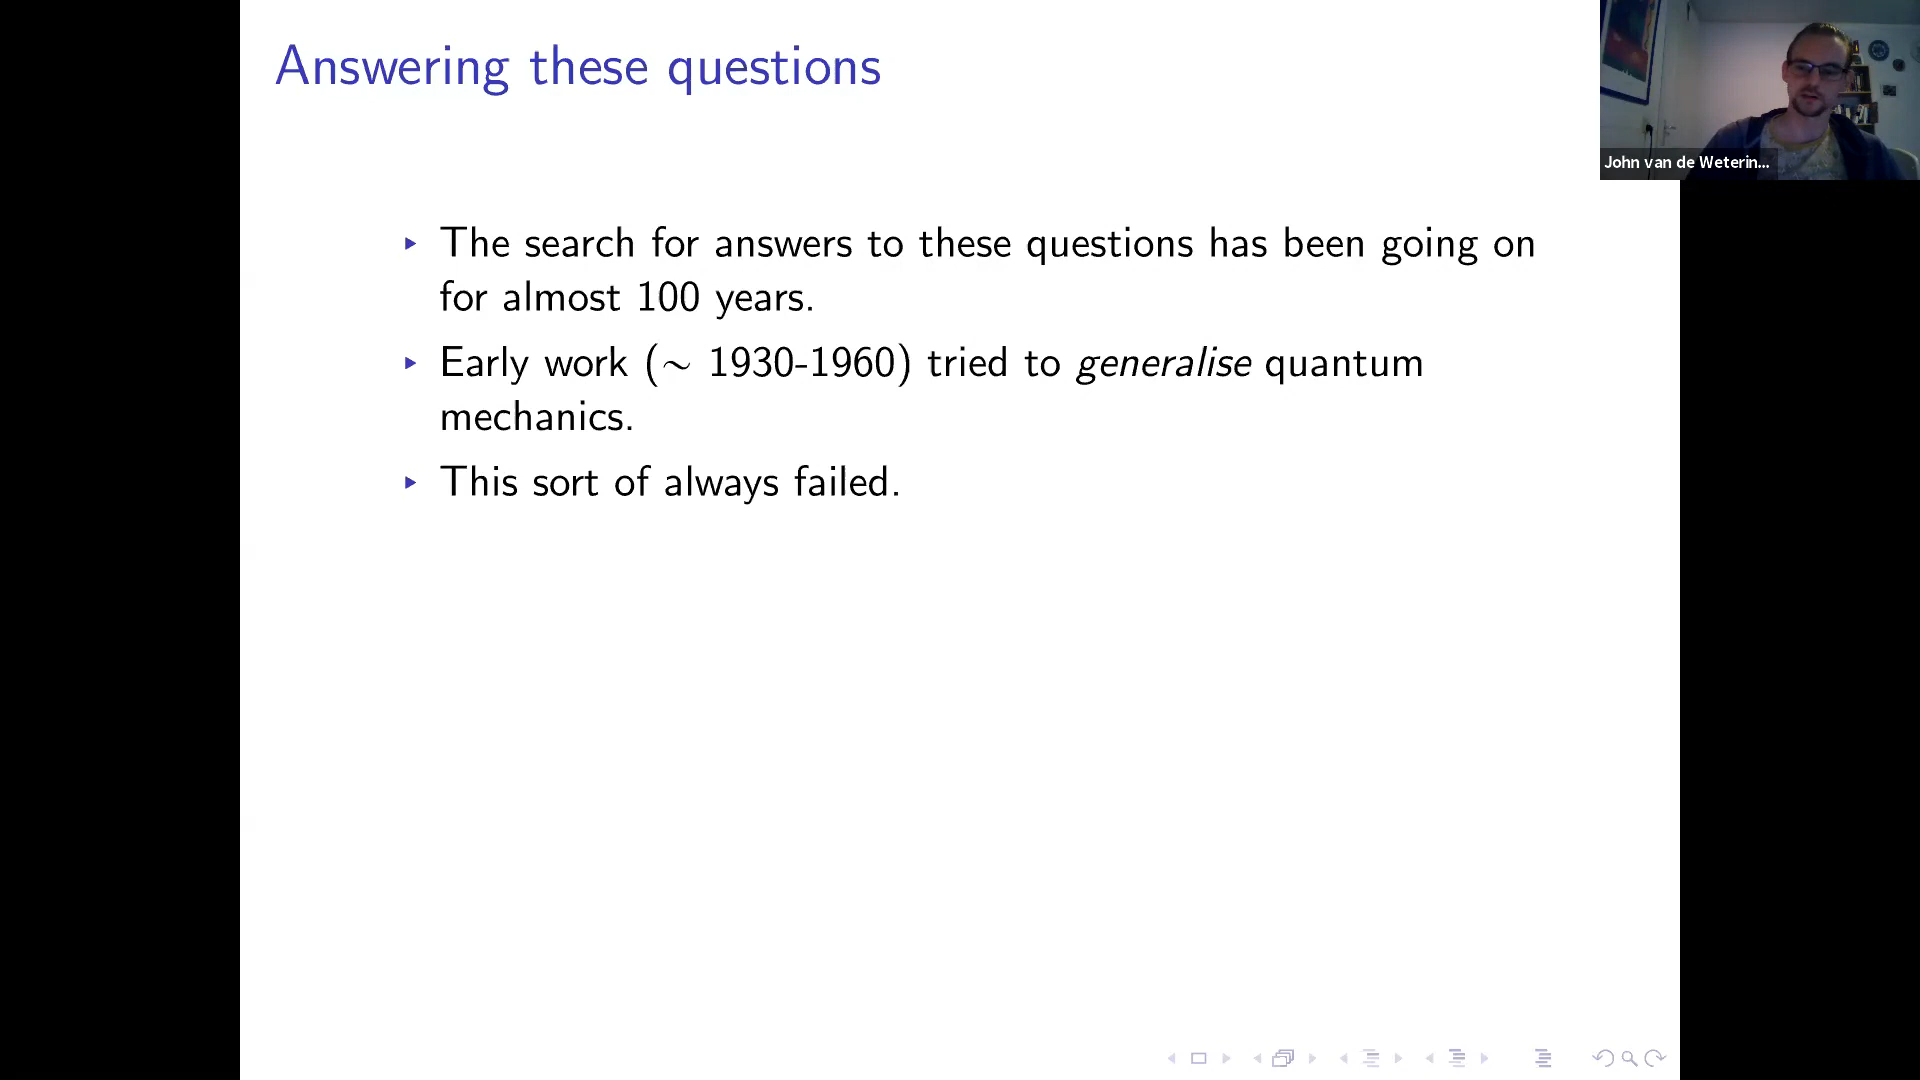 Answering these questions
John van de Weterin...
▸ The search for answers to these questions has been going on
for almost 100 years.
▸ Early work (∼ 1930-1960) tried to generalise quantum
mechanics.
▸ This sort of always failed.